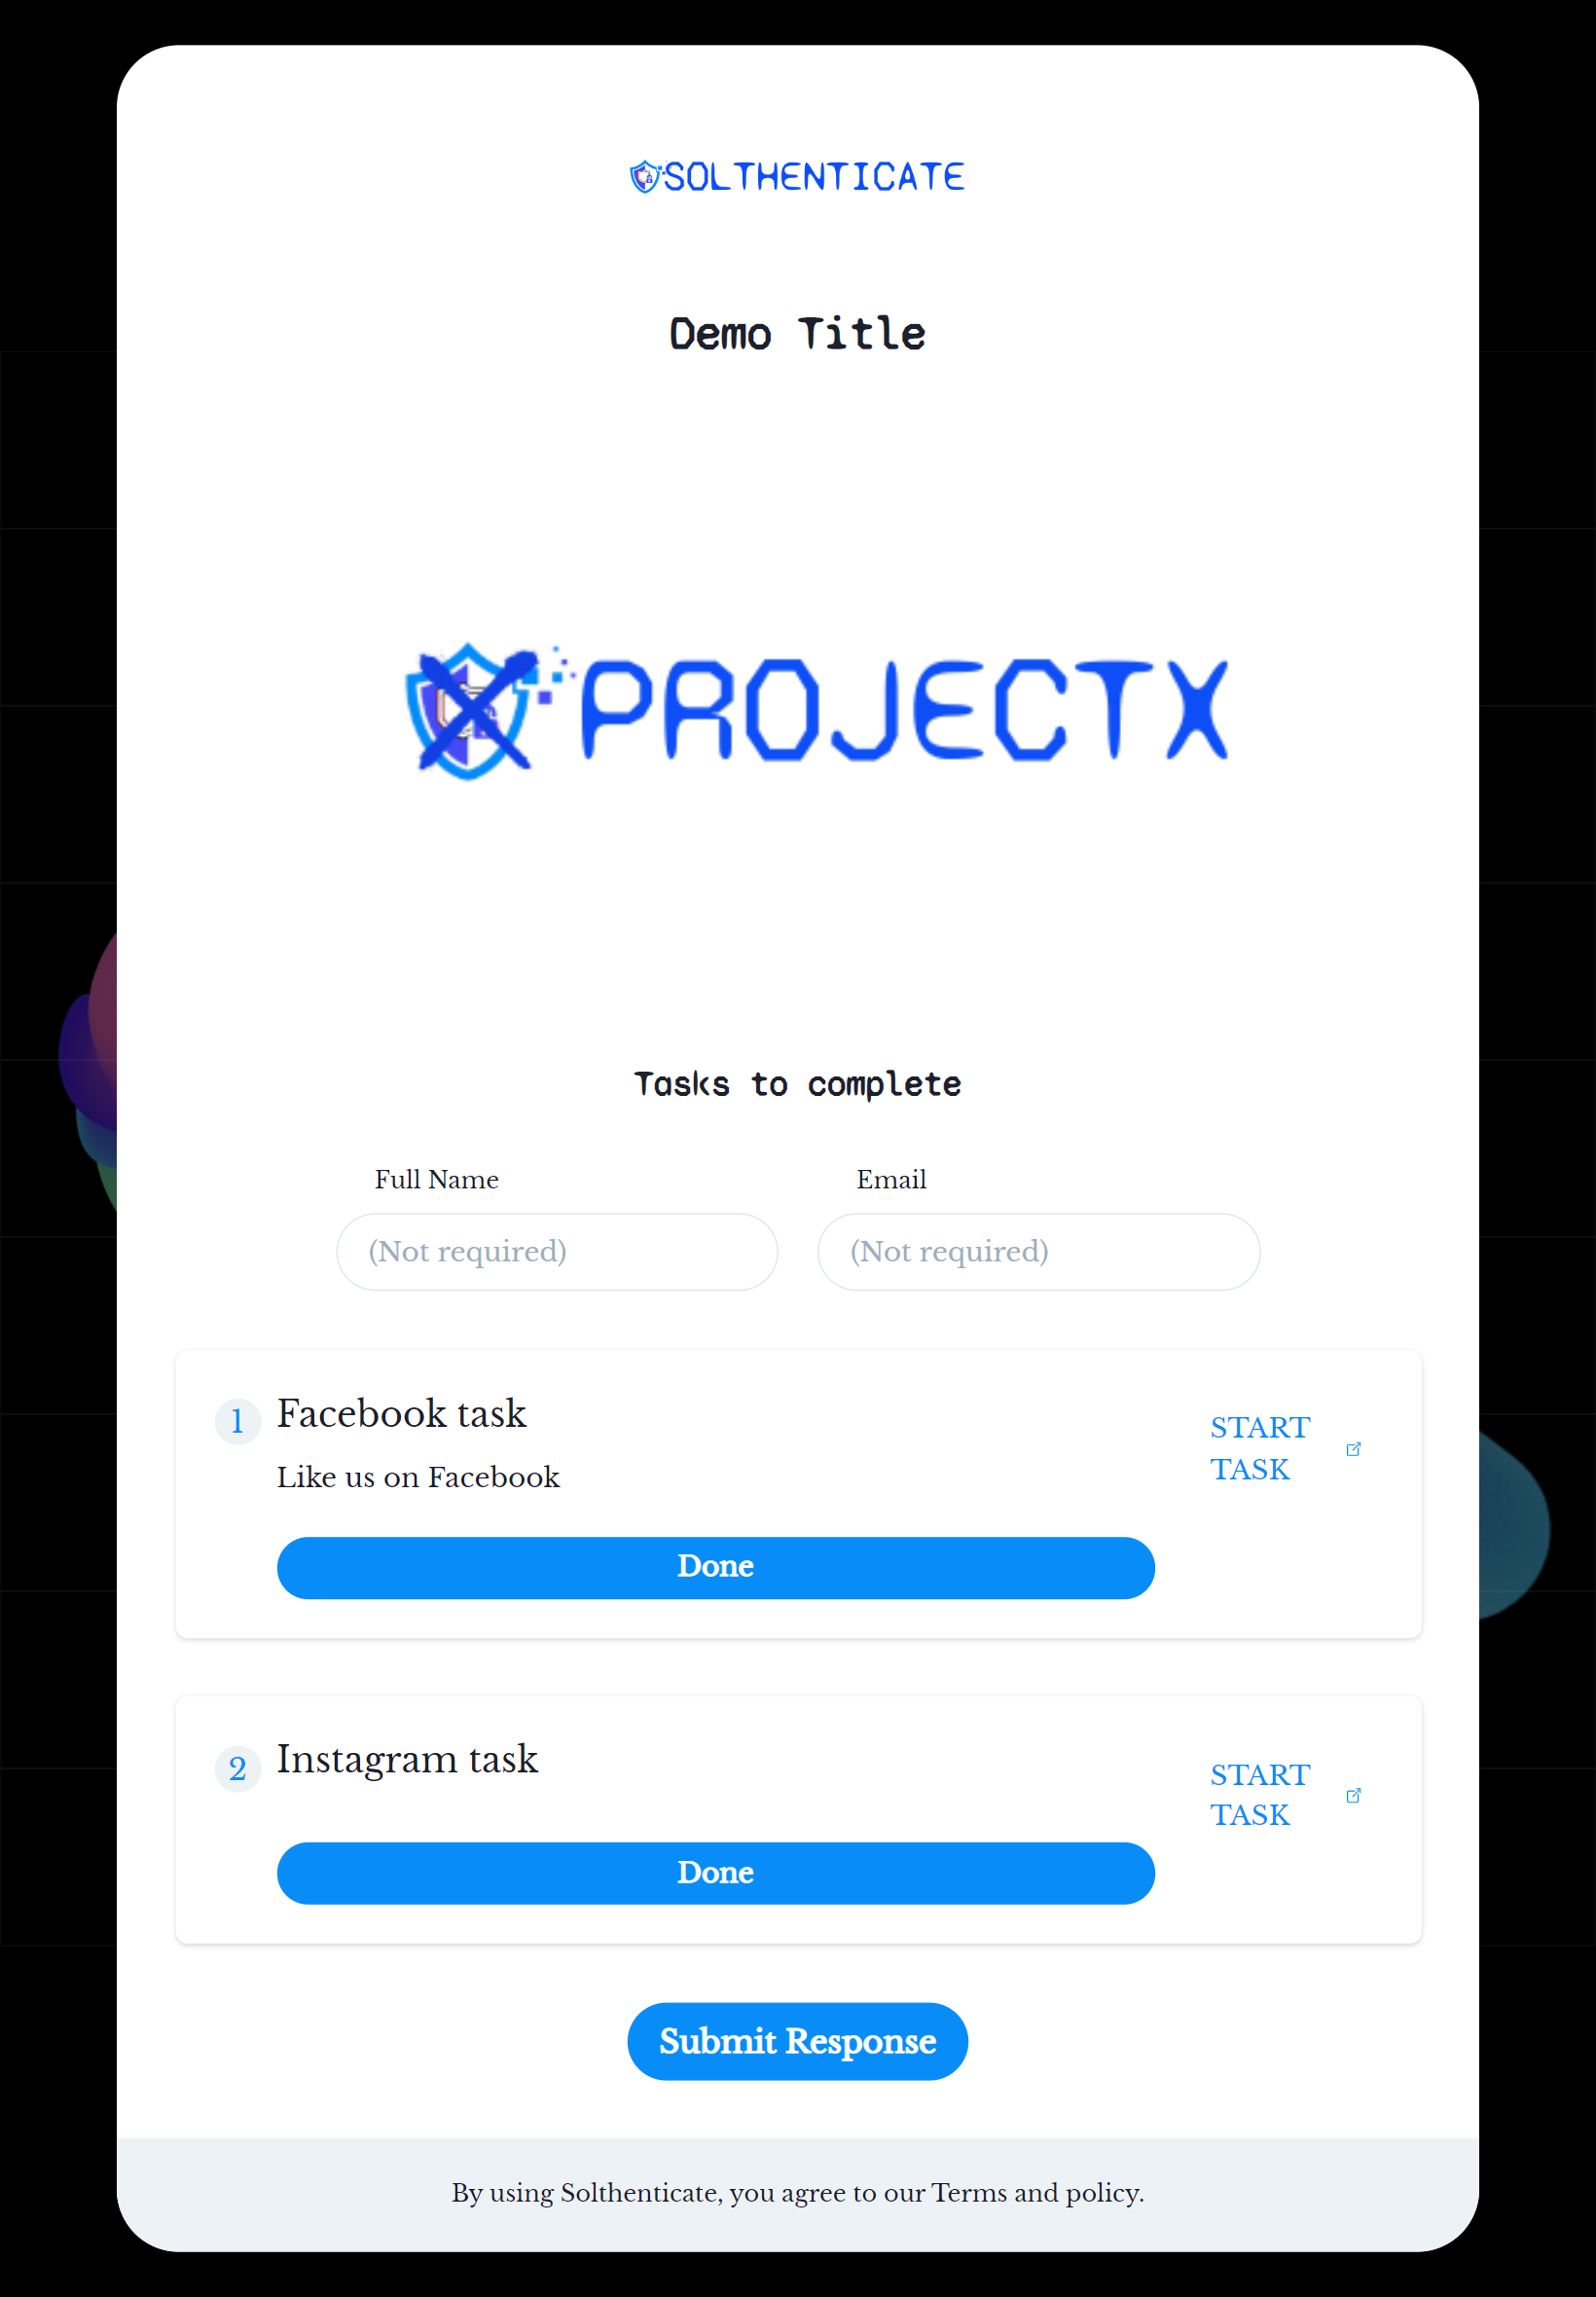 SOLTHENTICATE
Demo Title
PROJECTX
Tasks to complete
Full Name
Email
(Not required)
(Not required)
1
Facebook task
START
TASK
Like us on Facebook
Done
2
Instagram task
START
TASK
Done
Submit Response
By using Solthenticate, you agree to our Terms and policy.